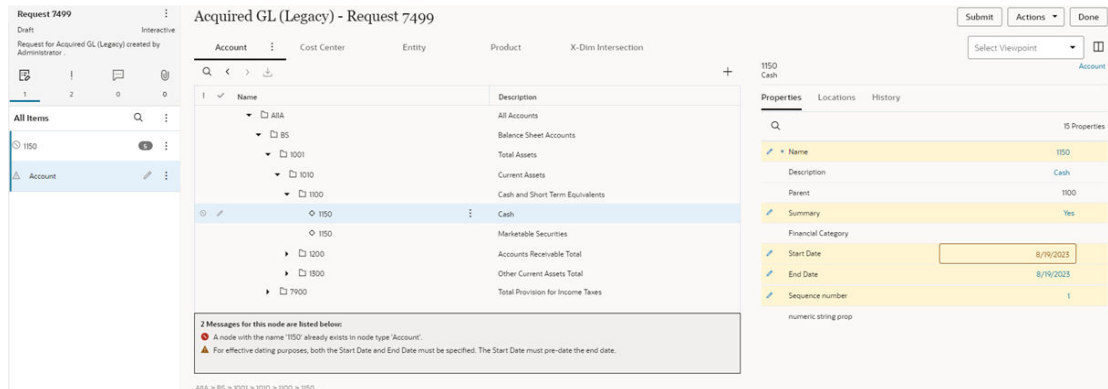 Request 7499
Draft Interactive
Request for Acquired GL (Legacy) created by
Administrator .
1 2 0 0
All Items
1150 5
Account
Acquired GL (Legacy) - Request 7499
Submit Actions Done
Account Cost Center Entity Product X-Dim Intersection
Select Viewpoint
Name Description
AllA All Accounts
BS Balance Sheet Accounts
1001 Total Assets
1010 Current Assets
1100 Cash and Short Term Equivalents
1150 Cash
1150 Marketable Securities
1200 Accounts Receivable Total
1300 Other Current Assets Total
7900 Total Provision for Income Taxes
2 Messages for this node are listed below:
A node with the name '1150' already exists in node type 'Account'.
For effective dating purposes, both the Start Date and End Date must be specified. The Start Date must pre-date the end date.
AllA > BS > 1001 > 1010 > 1100 > 1150
1150 Account
Cash
Properties Locations History
15 Properties
* Name 1150
Description Cash
Parent 1100
Summary Yes
Financial Category
Start Date 8/19/2023
End Date 8/19/2023
Sequence number 1
numeric string prop